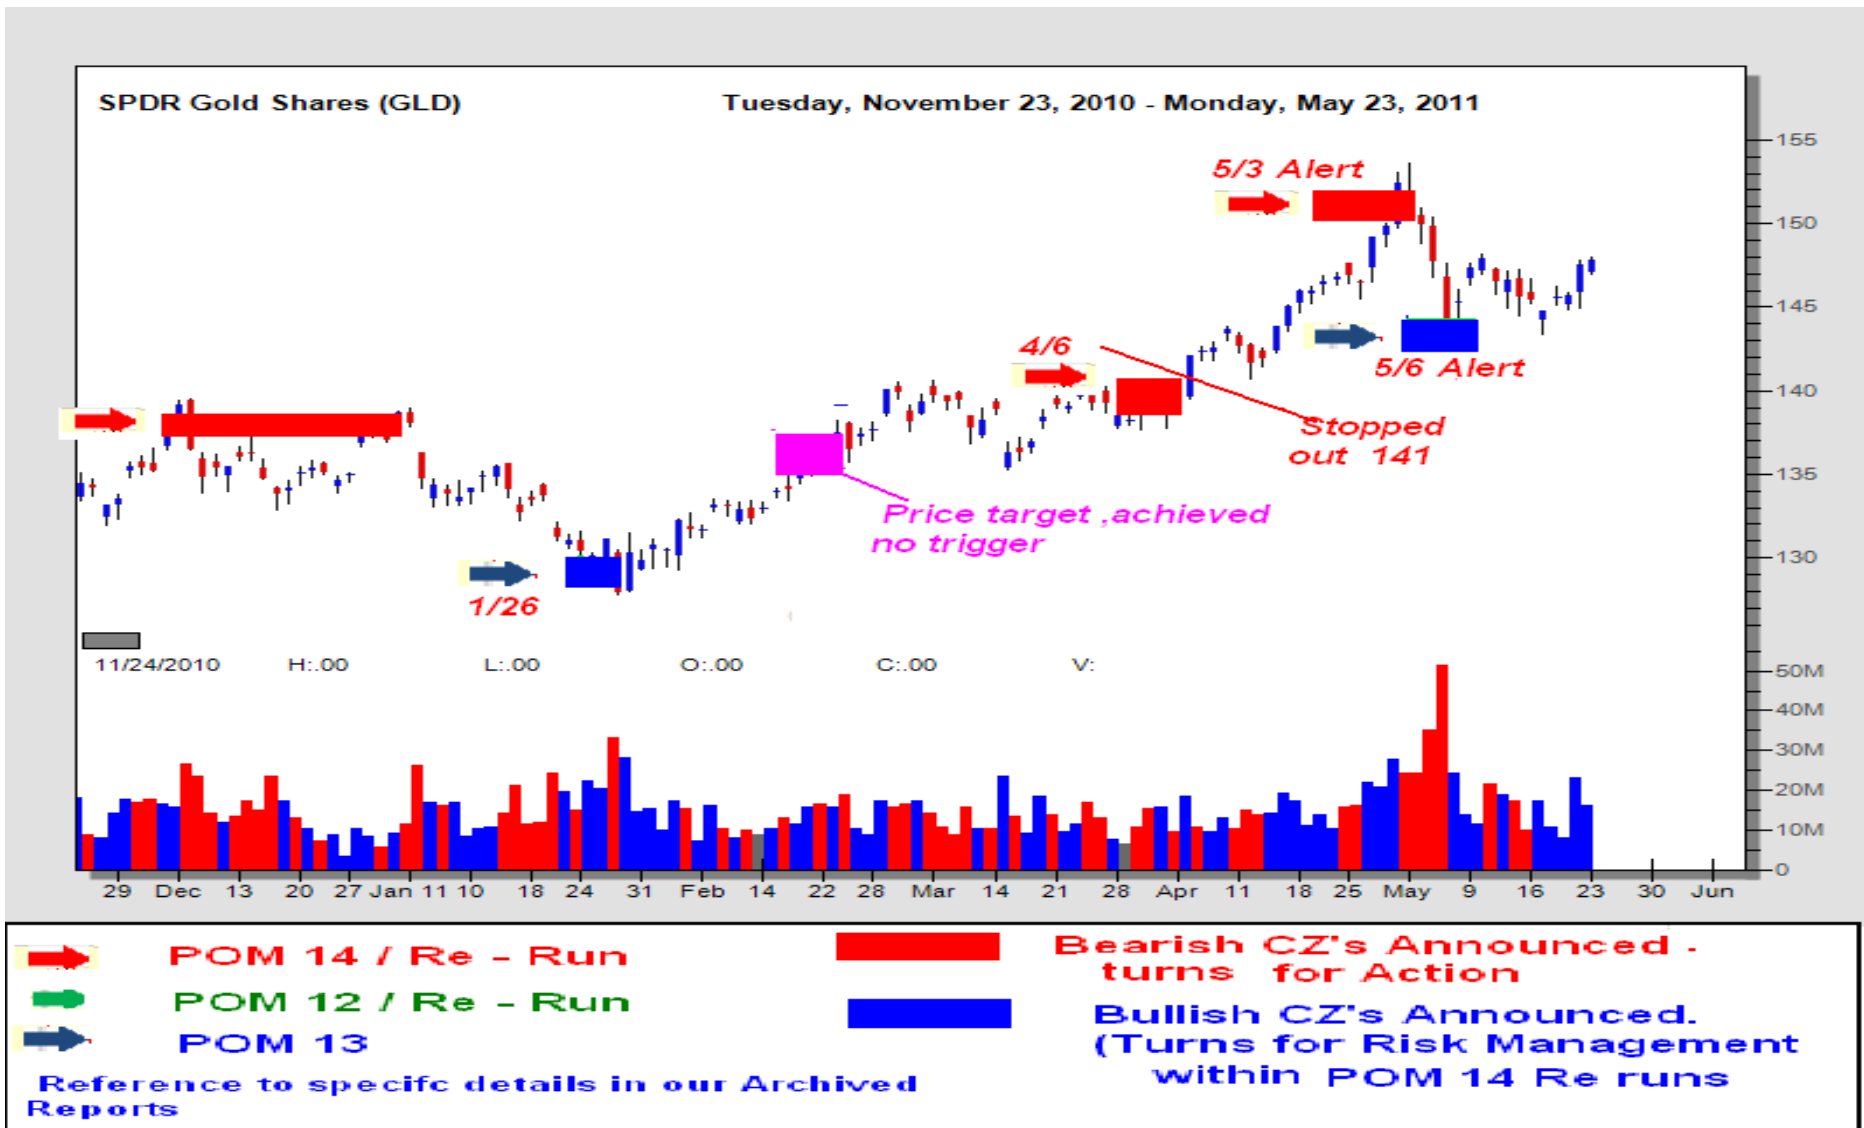 SPDR Gold Shares (GLD)
Tuesday, November 23, 2010 - Monday, May 23, 2011
155
5/3 Alert
150
145
4/6
5/6 Alert
140
Stopped
out 141
135
Price target ,achieved
no trigger
130
1/26
11/24/2010 H:.00 L:.00 O:.00 C:.00 V:
50M
40M
30M
20M
10M
0
29 Dec 13 20 27 Jan 11 10 18 24 31 Feb 14 22 28 Mar 14 21 28 Apr 11 18 25 May 9 16 23 30 Jun
POM 14 / Re - Run
POM 12 / Re - Run
POM 13
Reference to specifc details in our Archived
Reports
Bearish CZ's Announced -
turns for Action
Bullish CZ's Announced.
(Turns for Risk Management
within POM 14 Re runs